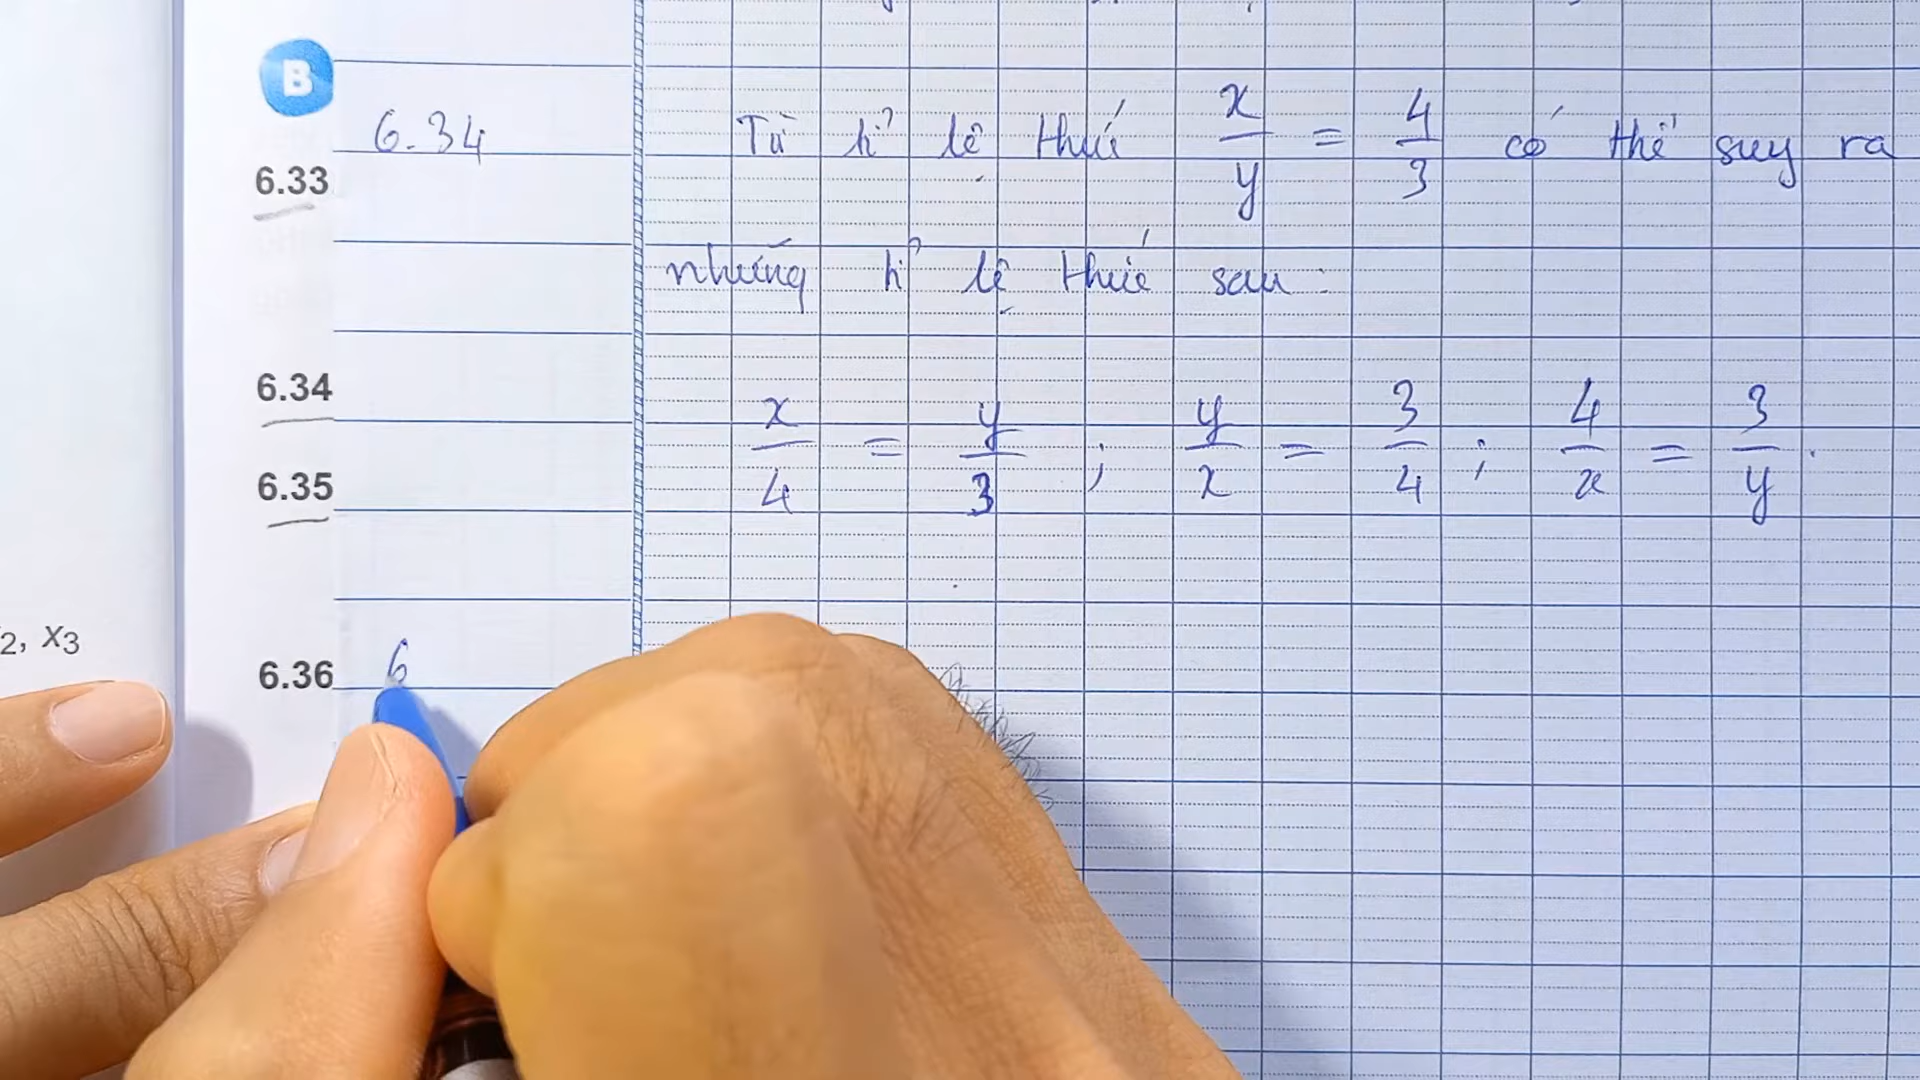 B
6.34
Từ tỉ lệ thức x/y = 4/3 có thể suy ra
6.33
những tỉ lệ thức sau:
6.34
x/4 = y/3 ; y/x = 3/4 ; 4/x = 3/y .
6.35
2, x3
6.36 6